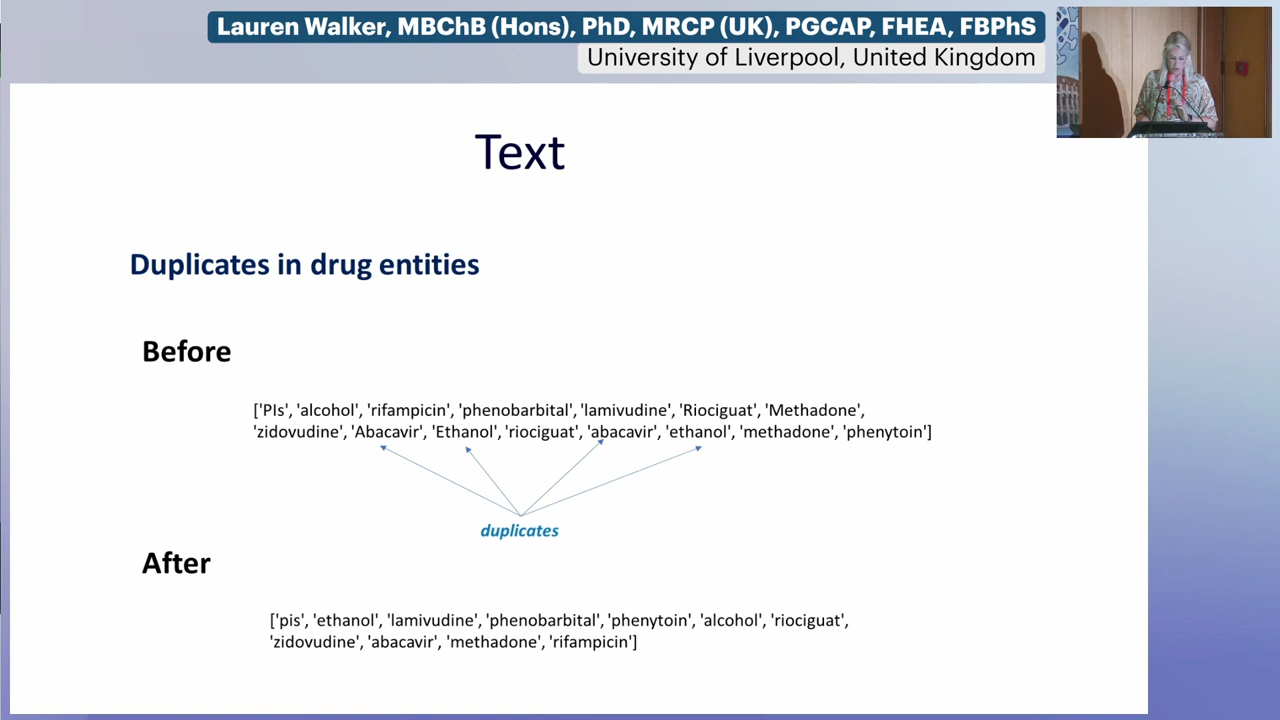 Lauren Walker, MBChB (Hons), PhD, MRCP (UK), PGCAP, FHEA, FBPhS
University of Liverpool, United Kingdom
Text
Duplicates in drug entities
Before
['PIs', 'alcohol', 'rifampicin', 'phenobarbital', 'lamivudine', 'Riociguat', 'Methadone',
'zidovudine', 'Abacavir', 'Ethanol', 'riociguat', 'abacavir', 'ethanol', 'methadone', 'phenytoin']
duplicates
After
['pis', 'ethanol', 'lamivudine', 'phenobarbital', 'phenytoin', 'alcohol', 'riociguat',
'zidovudine', 'abacavir', 'methadone', 'rifampicin']